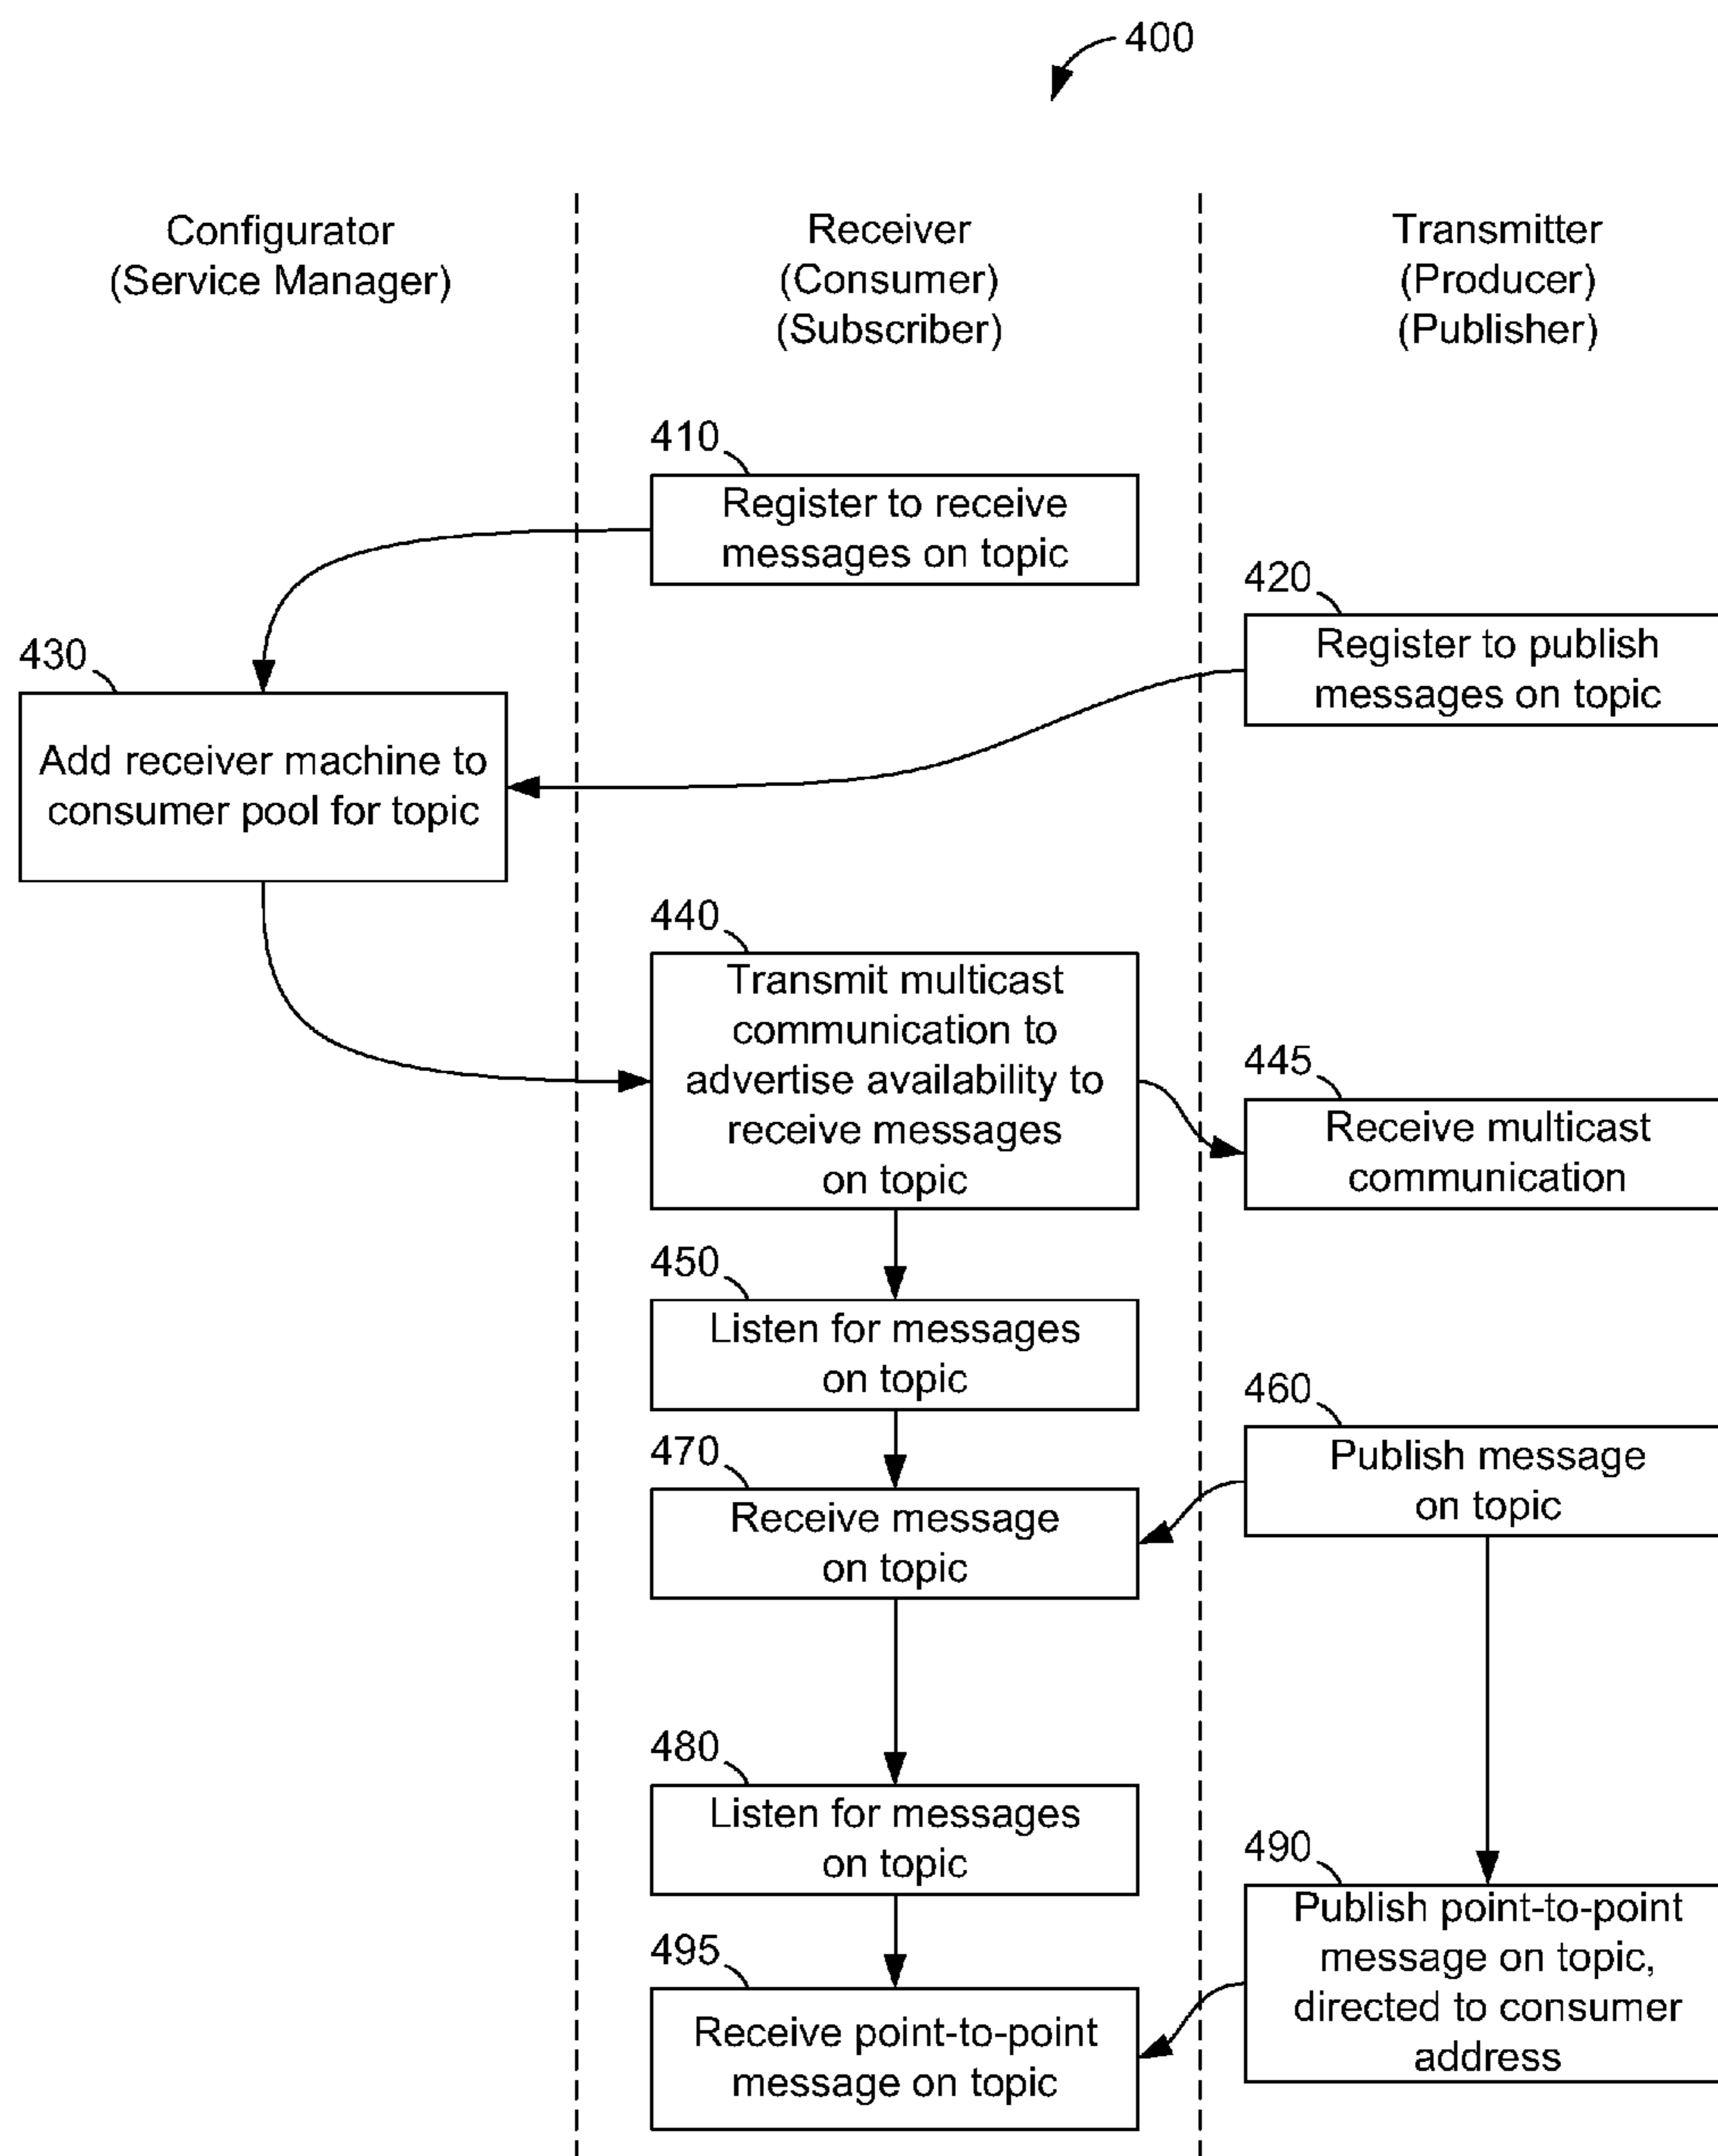 400
Configurator
(Service Manager)
Receiver
(Consumer)
(Subscriber)
Transmitter
(Producer)
(Publisher)
410
Register to receive
messages on topic
420
Register to publish
messages on topic
430
Add receiver machine to
consumer pool for topic
440
Transmit multicast
communication to
advertise availability to
receive messages
on topic
445
Receive multicast
communication
450
Listen for messages
on topic
460
Publish message
on topic
470
Receive message
on topic
480
Listen for messages
on topic
490
Publish point-to-point
message on topic,
directed to consumer
address
495
Receive point-to-point
message on topic